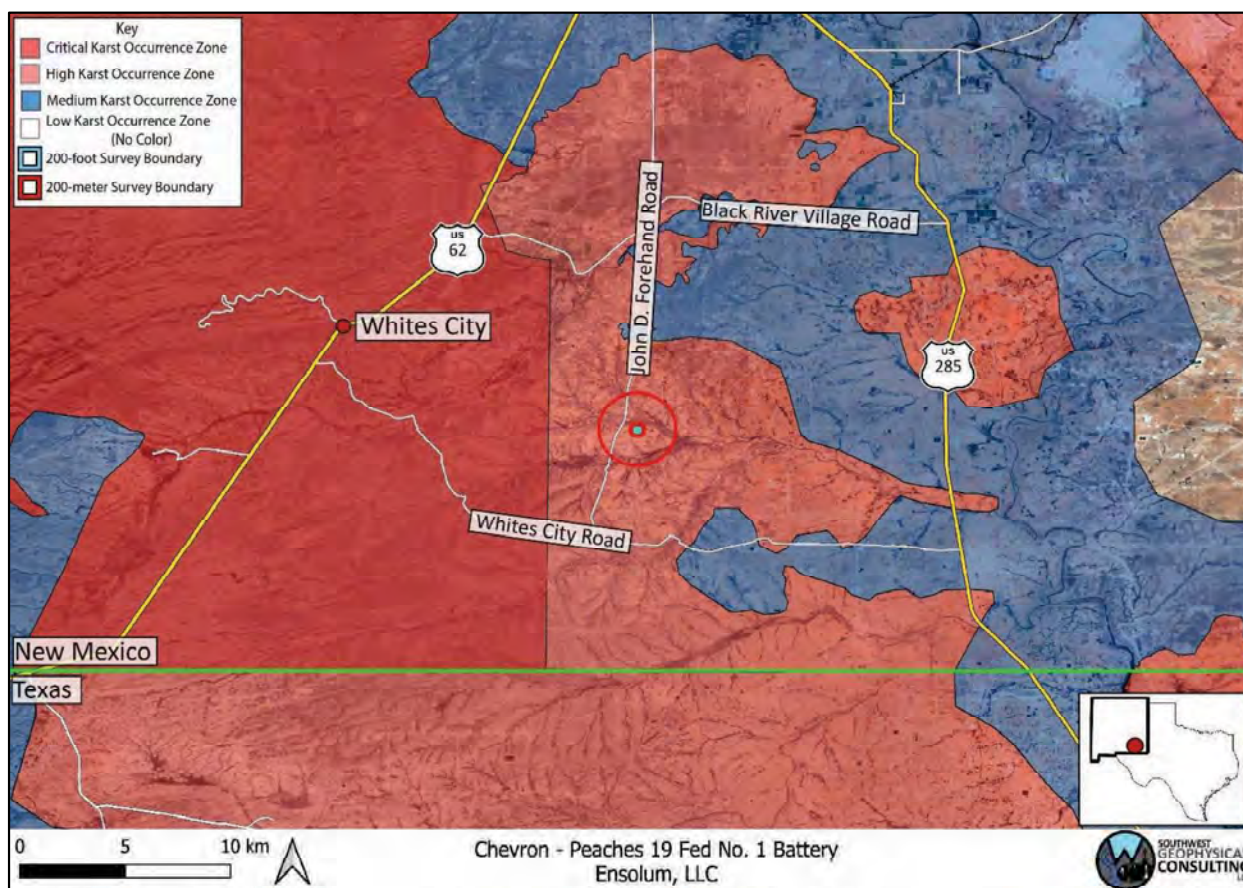 Key
Critical Karst Occurrence Zone
High Karst Occurrence Zone
Medium Karst Occurrence Zone
Low Karst Occurrence Zone
(No Color)
200-foot Survey Boundary
200-meter Survey Boundary
John D. Forehand Road
Black River Village Road
US
62
Whites City
US
285
Whites City Road
New Mexico
Texas
0 5 10 km
Chevron - Peaches 19 Fed No. 1 Battery
Ensolum, LLC
SOUTHWEST
GEOPHYSICAL
CONSULTING